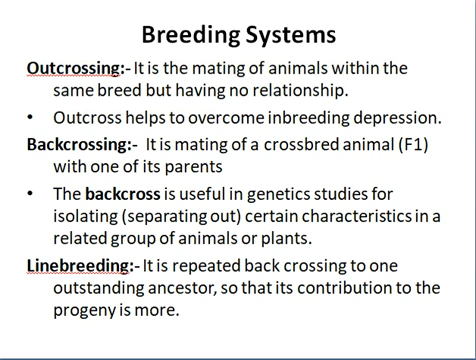 Breeding Systems
Outcrossing:- It is the mating of animals within the
same breed but having no relationship.
• Outcross helps to overcome inbreeding depression.
Backcrossing:- It is mating of a crossbred animal (F1)
with one of its parents
• The backcross is useful in genetics studies for
isolating (separating out) certain characteristics in a
related group of animals or plants.
Linebreeding:- It is repeated back crossing to one
outstanding ancestor, so that its contribution to the
progeny is more.